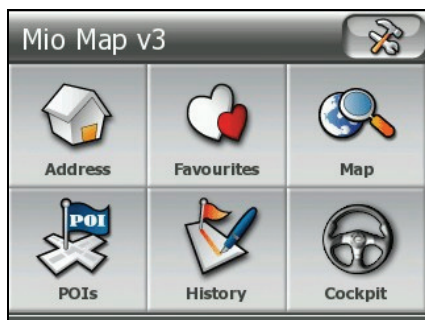 Mio Map v3
Address Favourites Map
POI
POIs History Cockpit